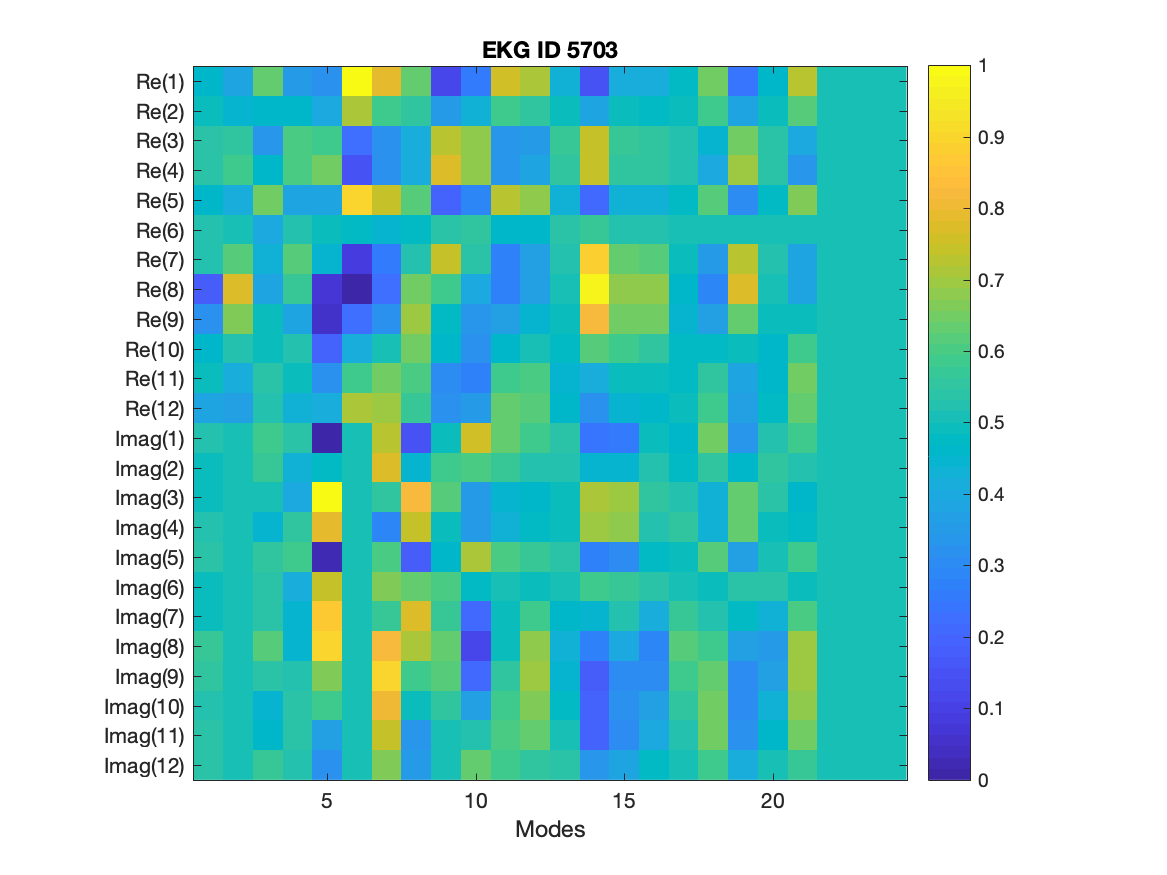 EKG ID 5703
Re(1)
Re(2)
Re(3)
Re(4)
Re(5)
Re(6)
Re(7)
Re(8)
Re(9)
Re(10)
Re(11)
Re(12)
Imag(1)
Imag(2)
Imag(3)
Imag(4)
Imag(5)
Imag(6)
Imag(7)
Imag(8)
Imag(9)
Imag(10)
Imag(11)
Imag(12)
5 10 15 20
Modes
1
0.9
0.8
0.7
0.6
0.5
0.4
0.3
0.2
0.1
0